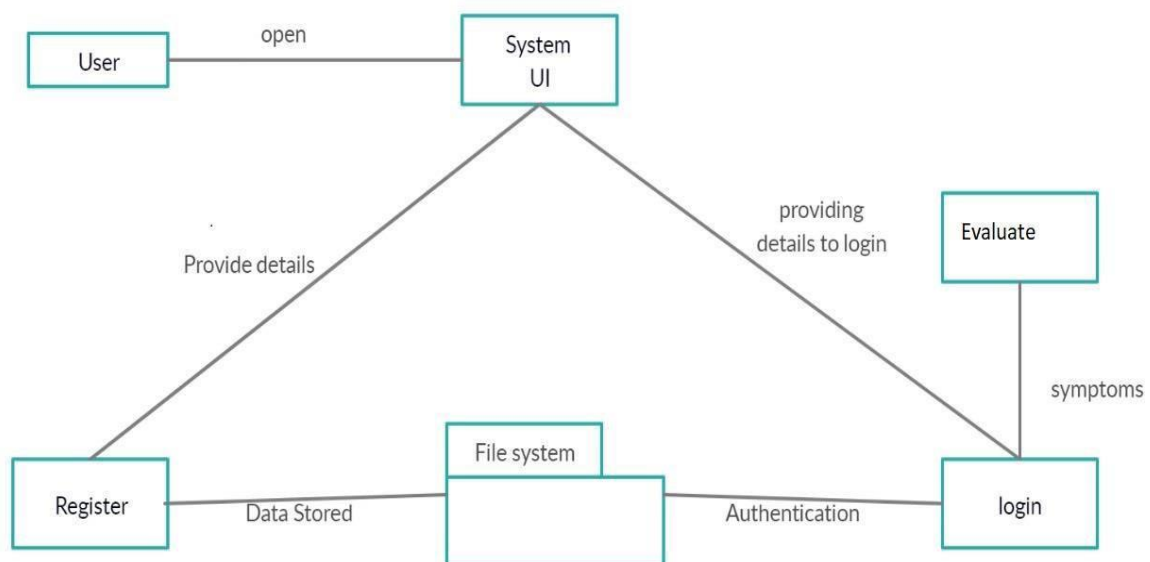 open
User
System
UI
providing
details to login
Evaluate
Provide details
symptoms
File system
Register
Data Stored
Authentication
login